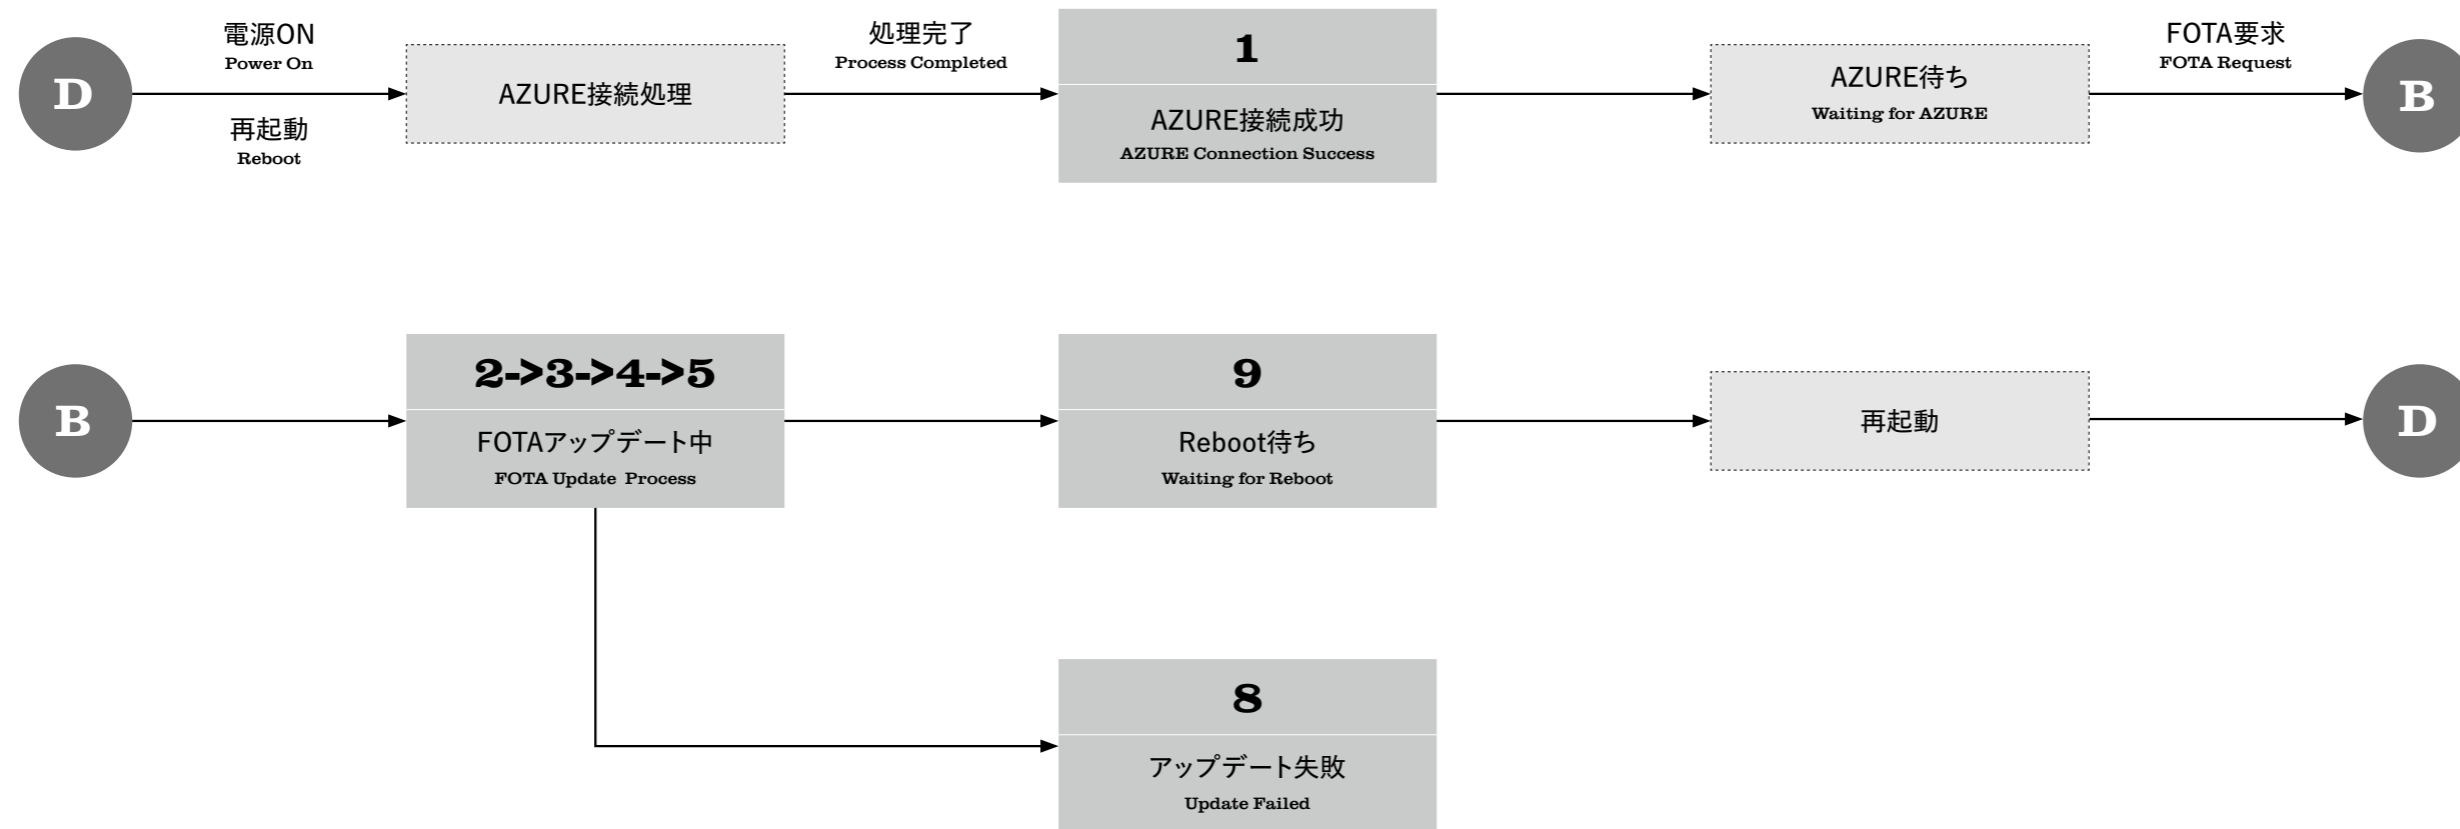 D
電源ON
Power On
再起動
Reboot
AZURE接続処理
処理完了
Process Completed
1
AZURE接続成功
AZURE Connection Success
AZURE待ち
Waiting for AZURE
FOTA要求
FOTA Request
B
B
2->3->4->5
FOTAアップデート中
FOTA Update Process
9
Reboot待ち
Waiting for Reboot
再起動
D
8
アップデート失敗
Update Failed